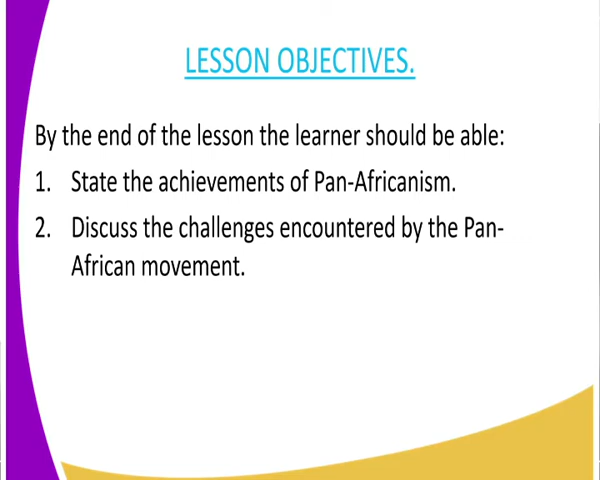 LESSON OBJECTIVES.
By the end of the lesson the learner should be able:
1. State the achievements of Pan-Africanism.
2. Discuss the challenges encountered by the Pan-
African movement.